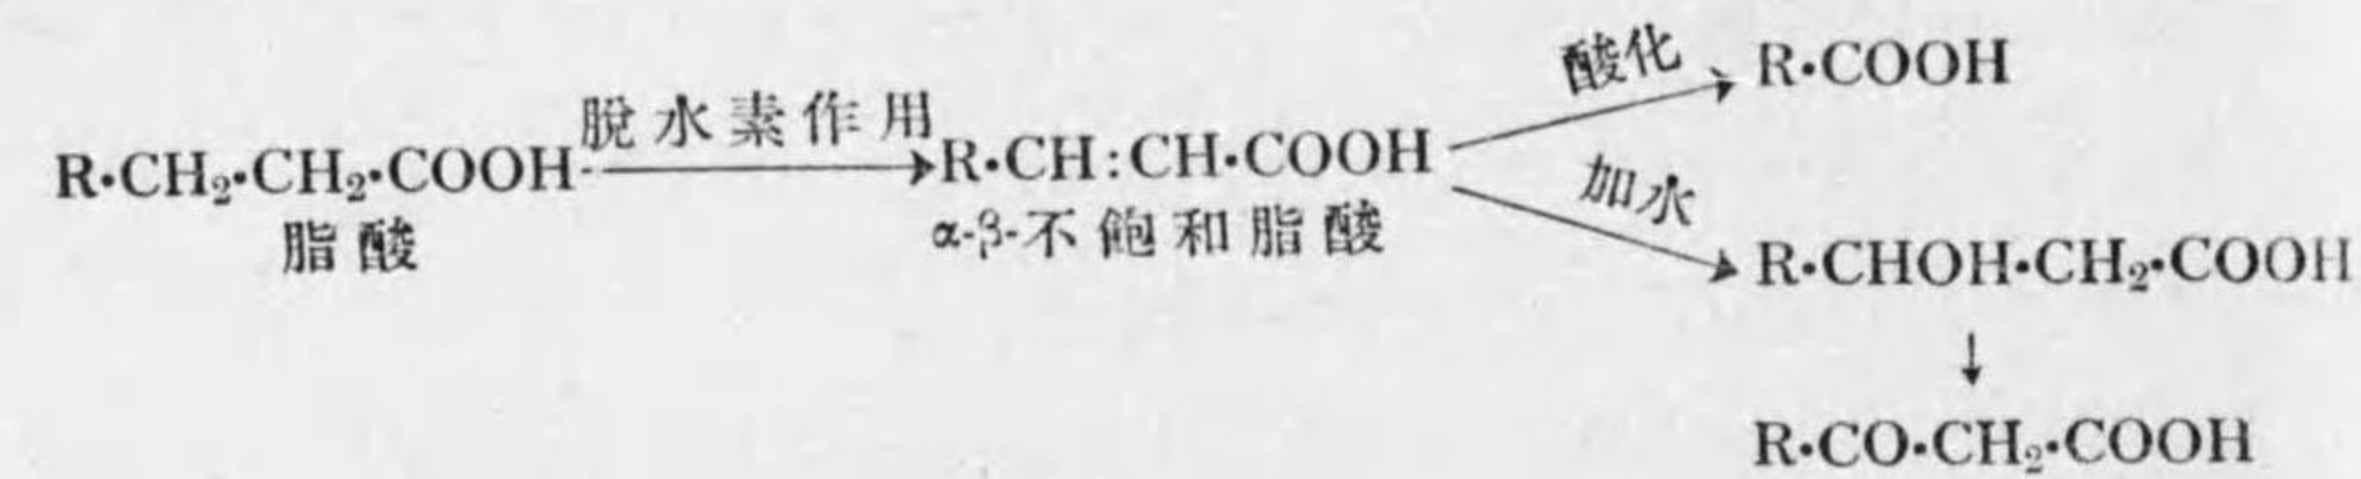 酸化 R·COOH
脫水素作用
R·CH₂·CH₂·COOH → R·CH:CH·COOH
加水
脂酸 α-β-不飽和脂酸
R·CHOH·CH₂·COOH
↓
R·CO·CH₂·COOH